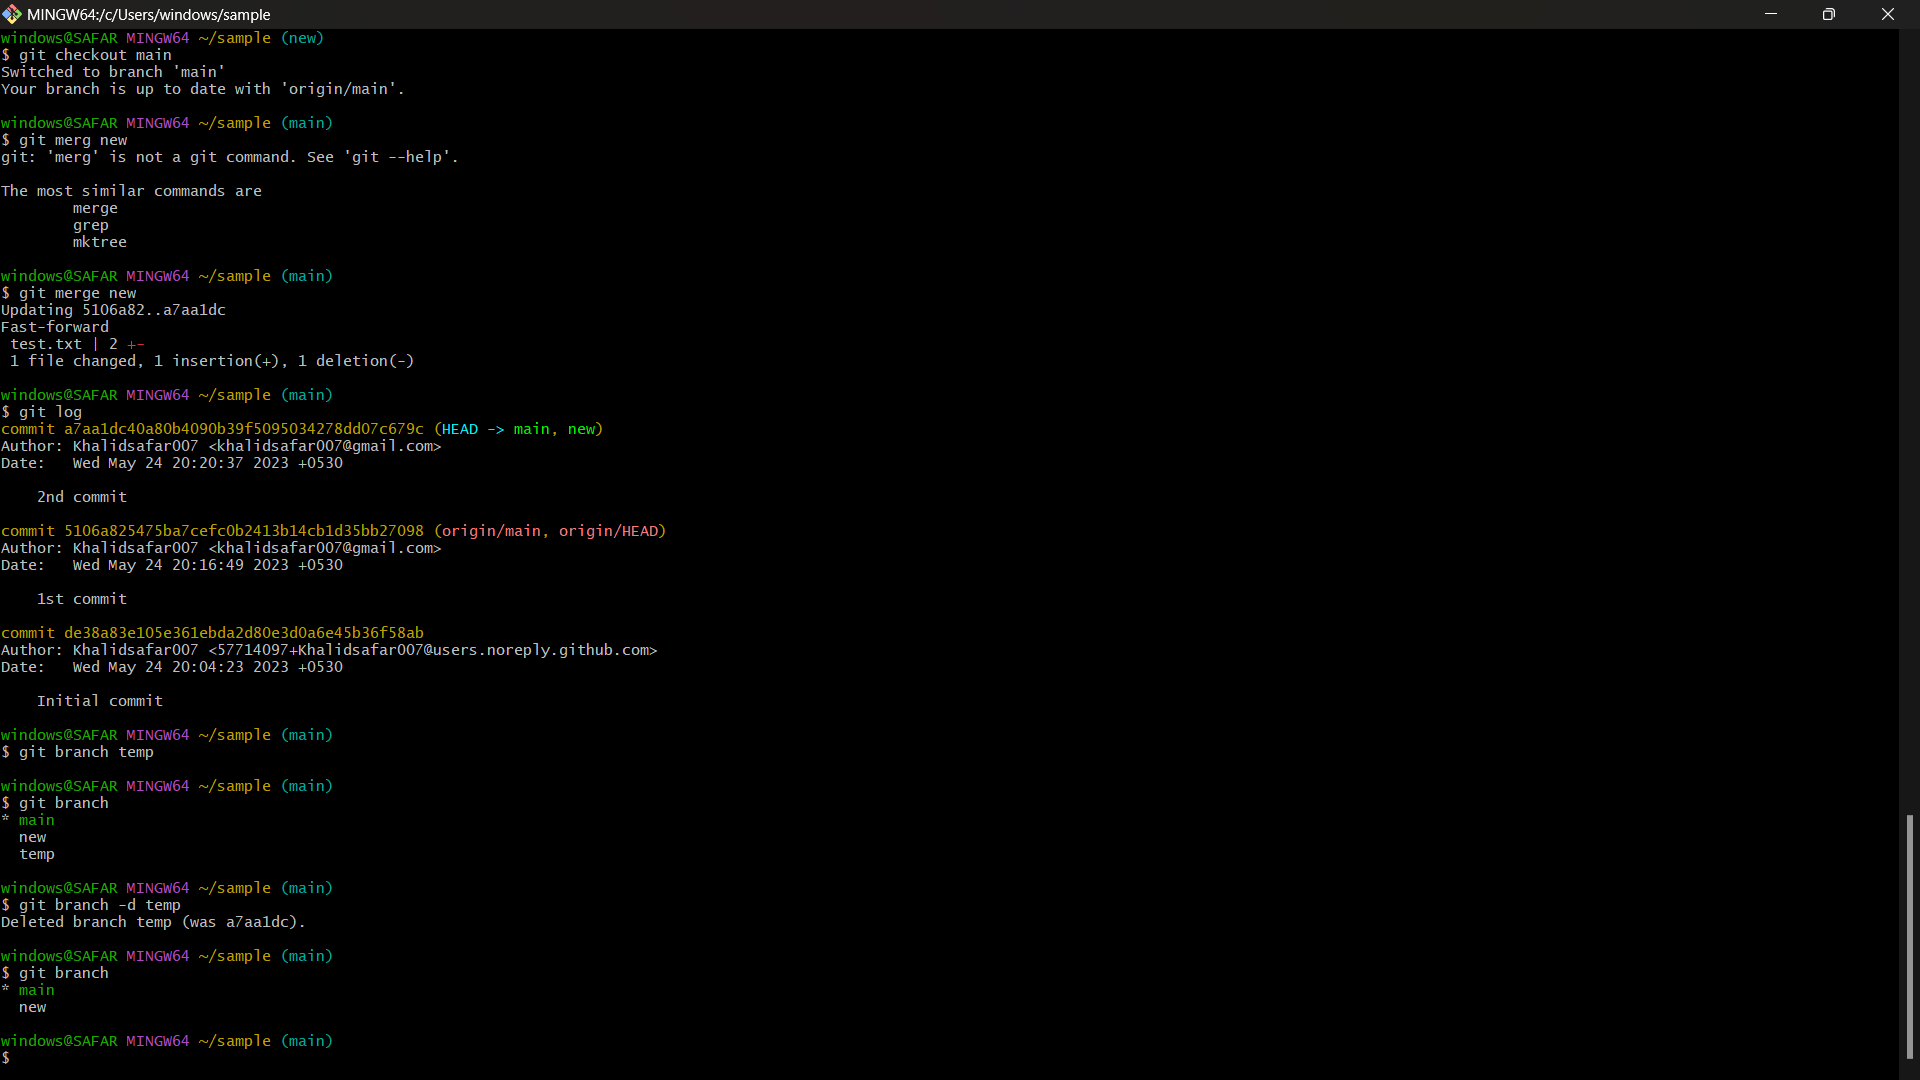 MINGW64:/c/Users/windows/sample
windows@SAFAR MINGW64 ~/sample (new)
$ git checkout main
Switched to branch 'main'
Your branch is up to date with 'origin/main'.
windows@SAFAR MINGW64 ~/sample (main)
$ git merg new
git: 'merg' is not a git command. See 'git --help'.
The most similar commands are
merge
grep
mktree
windows@SAFAR MINGW64 ~/sample (main)
$ git merge new
Updating 5106a82..a7aa1dc
Fast-forward
test.txt | 2 +-
1 file changed, 1 insertion(+), 1 deletion(-)
windows@SAFAR MINGW64 ~/sample (main)
$ git log
commit a7aa1dc40a80b4090b39f5095034278dd07c679c (HEAD -> main, new)
Author: Khalidsafar007 <khalidsafar007@gmail.com>
Date:   Wed May 24 20:20:37 2023 +0530
2nd commit
commit 5106a825475ba7cefc0b2413b14cb1d35bb27098 (origin/main, origin/HEAD)
Author: Khalidsafar007 <khalidsafar007@gmail.com>
Date:   Wed May 24 20:16:49 2023 +0530
1st commit
commit de38a83e105e361ebda2d80e3d0a6e45b36f58ab
Author: Khalidsafar007 <57714097+Khalidsafar007@users.noreply.github.com>
Date:   Wed May 24 20:04:23 2023 +0530
Initial commit
windows@SAFAR MINGW64 ~/sample (main)
$ git branch temp
windows@SAFAR MINGW64 ~/sample (main)
$ git branch
* main
new
temp
windows@SAFAR MINGW64 ~/sample (main)
$ git branch -d temp
Deleted branch temp (was a7aa1dc).
windows@SAFAR MINGW64 ~/sample (main)
$ git branch
* main
new
windows@SAFAR MINGW64 ~/sample (main)
$